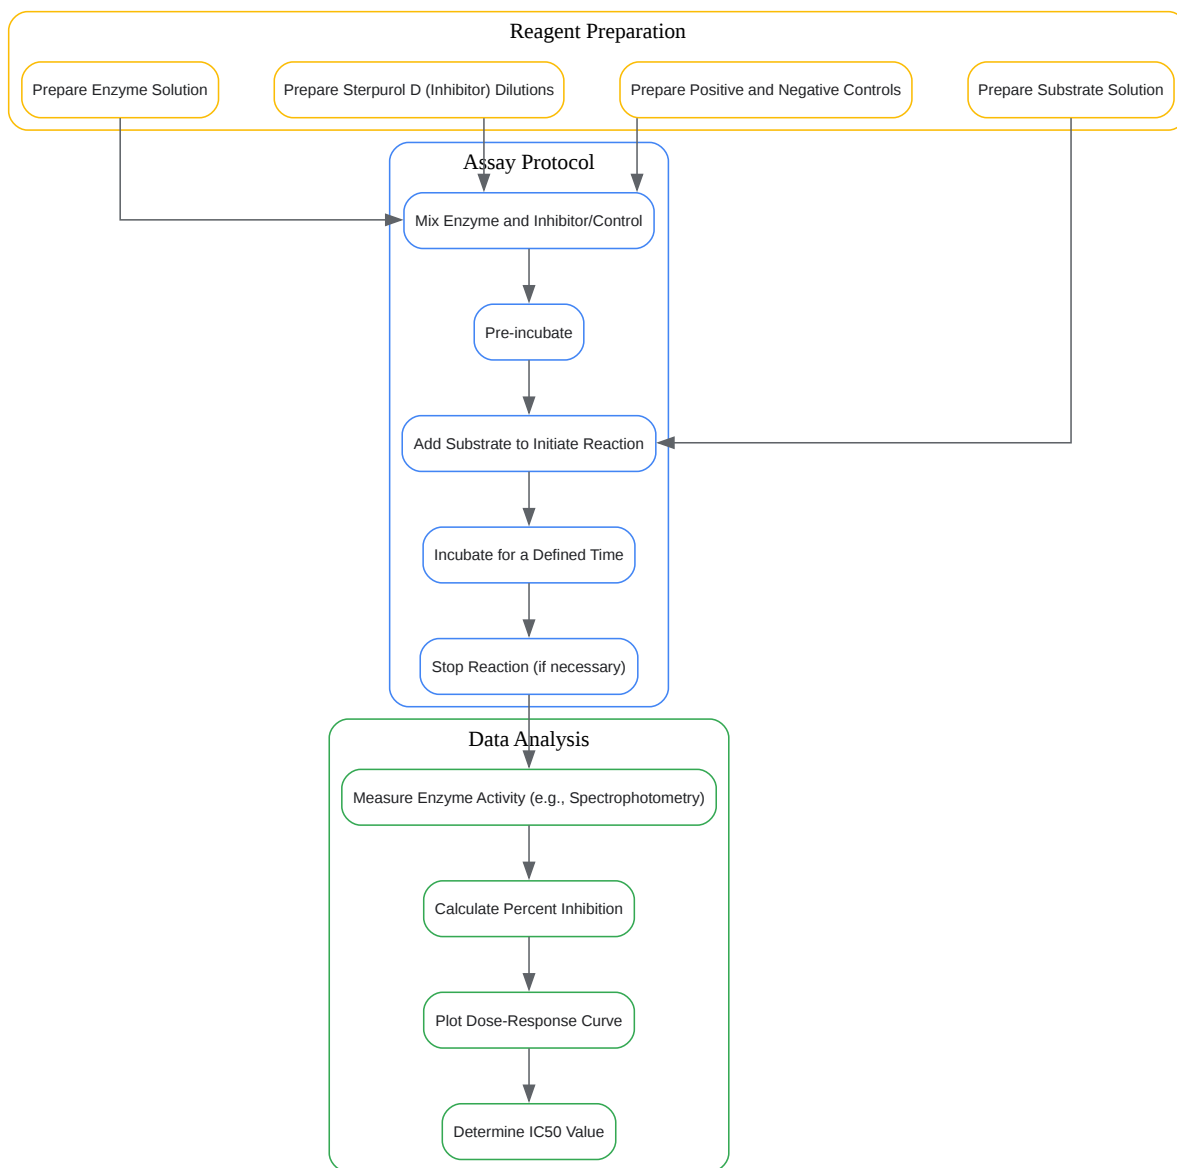 Reagent Preparation
Prepare Enzyme Solution
Prepare Sterpurol D (Inhibitor) Dilutions
Prepare Positive and Negative Controls
Prepare Substrate Solution
Assay Protocol
Mix Enzyme and Inhibitor/Control
Pre-incubate
Add Substrate to Initiate Reaction
Incubate for a Defined Time
Stop Reaction (if necessary)
Data Analysis
Measure Enzyme Activity (e.g., Spectrophotometry)
Calculate Percent Inhibition
Plot Dose-Response Curve
Determine IC50 Value